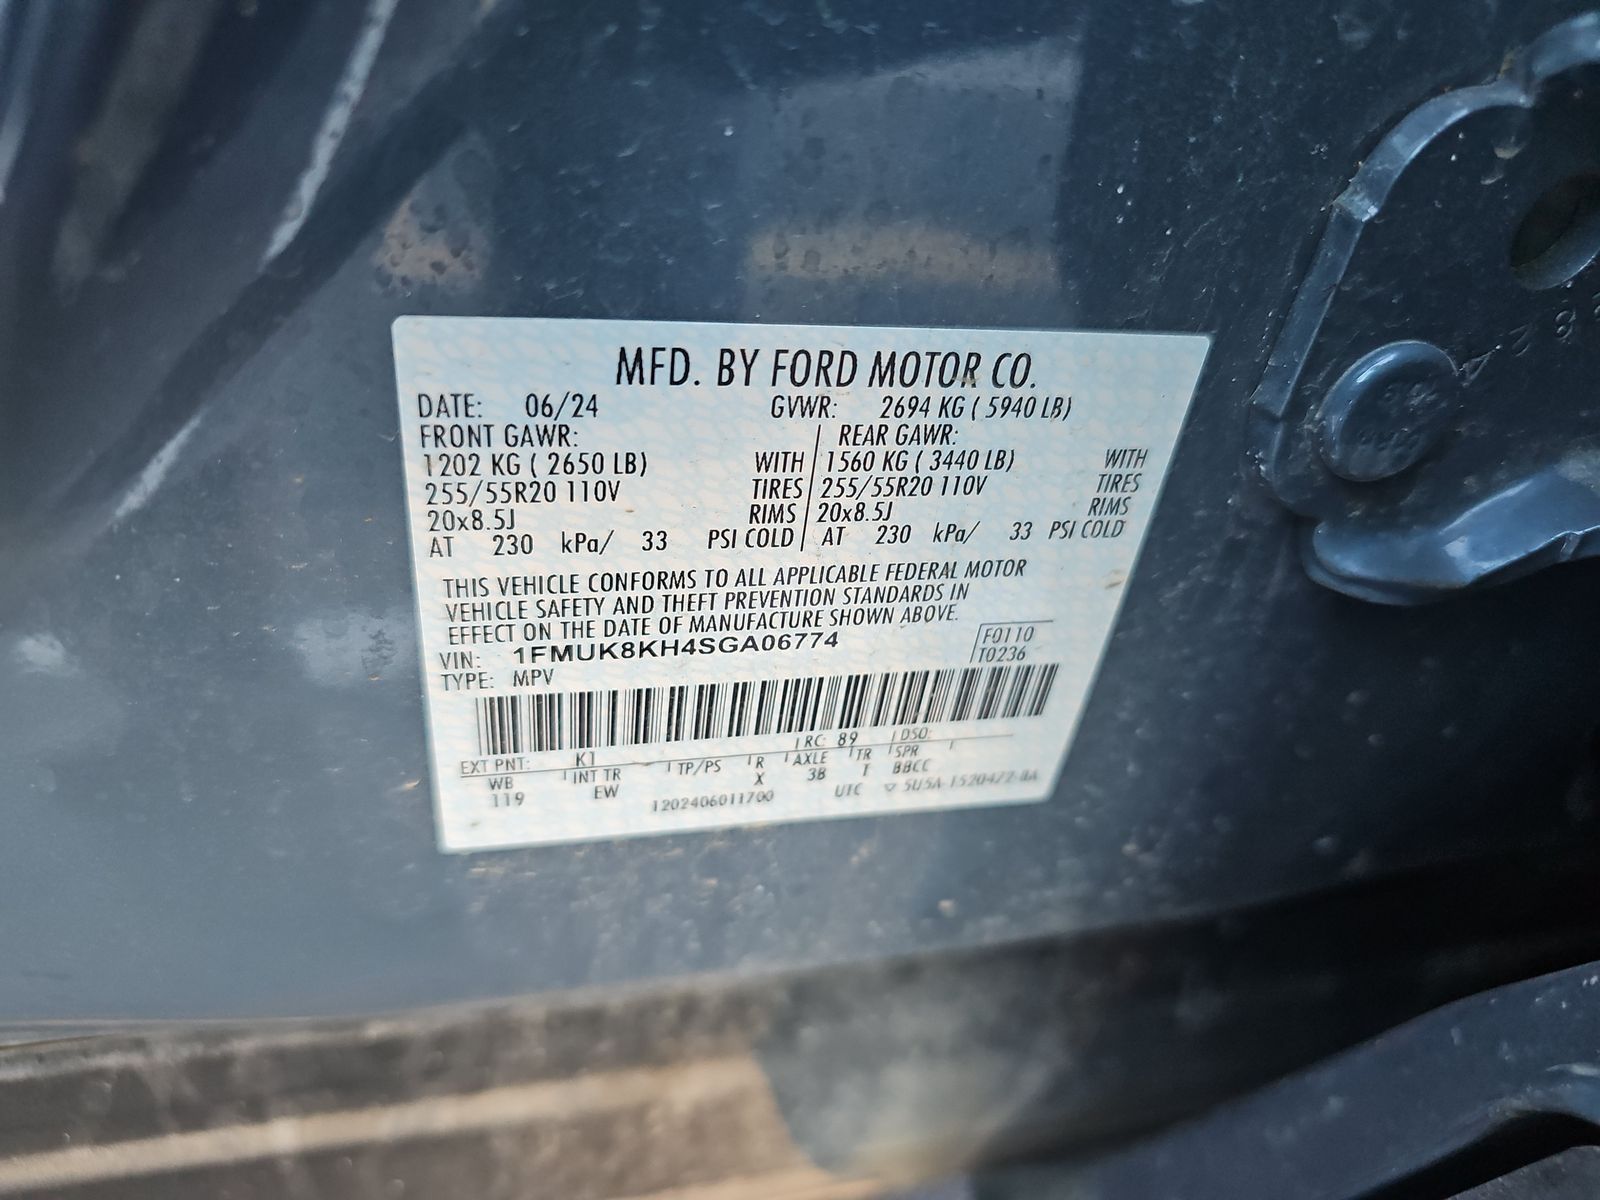 MFD. BY FORD MOTOR CO.
DATE: 06/24 GVWR: 2694 KG ( 5940 LB)
FRONT GAWR: REAR GAWR:
1202 KG ( 2650 LB) WITH 1560 KG ( 3440 LB) WITH
255/55R20 110V TIRES 255/55R20 110V TIRES
20x8.5J RIMS 20x8.5J RIMS
AT 230 kPa/ 33 PSI COLD AT 230 kPa/ 33 PSI COLD
THIS VEHICLE CONFORMS TO ALL APPLICABLE FEDERAL MOTOR
VEHICLE SAFETY AND THEFT PREVENTION STANDARDS IN
EFFECT ON THE DATE OF MANUFACTURE SHOWN ABOVE.
VIN: 1FMUK8KH4SGA06774 F0110
TYPE: MPV T0236
EXT PNT: K1 RC: 89 DSO:
WB INT TR TP/PS R AXLE TR SPR
119 EW X 3B T BBCC
1202406011700 UTC ▽ 5U5A-1520472-BA